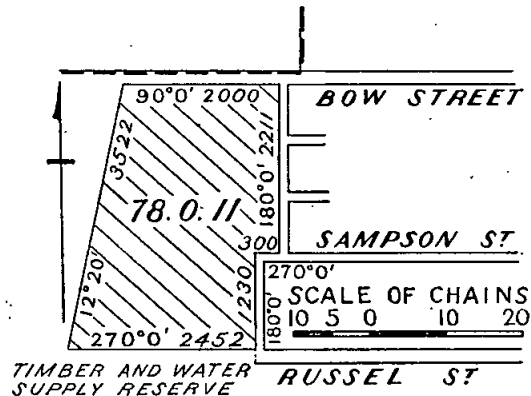 90°0' 2000
BOW STREET
3522
180°0' 2211
78. 0. 11
300
SAMPSON ST
270°0'
1230
180°0'
SCALE OF CHAINS
10 5 0 10 20
12°20'
270°0' 2452
TIMBER AND WATER
SUPPLY RESERVE
RUSSEL ST